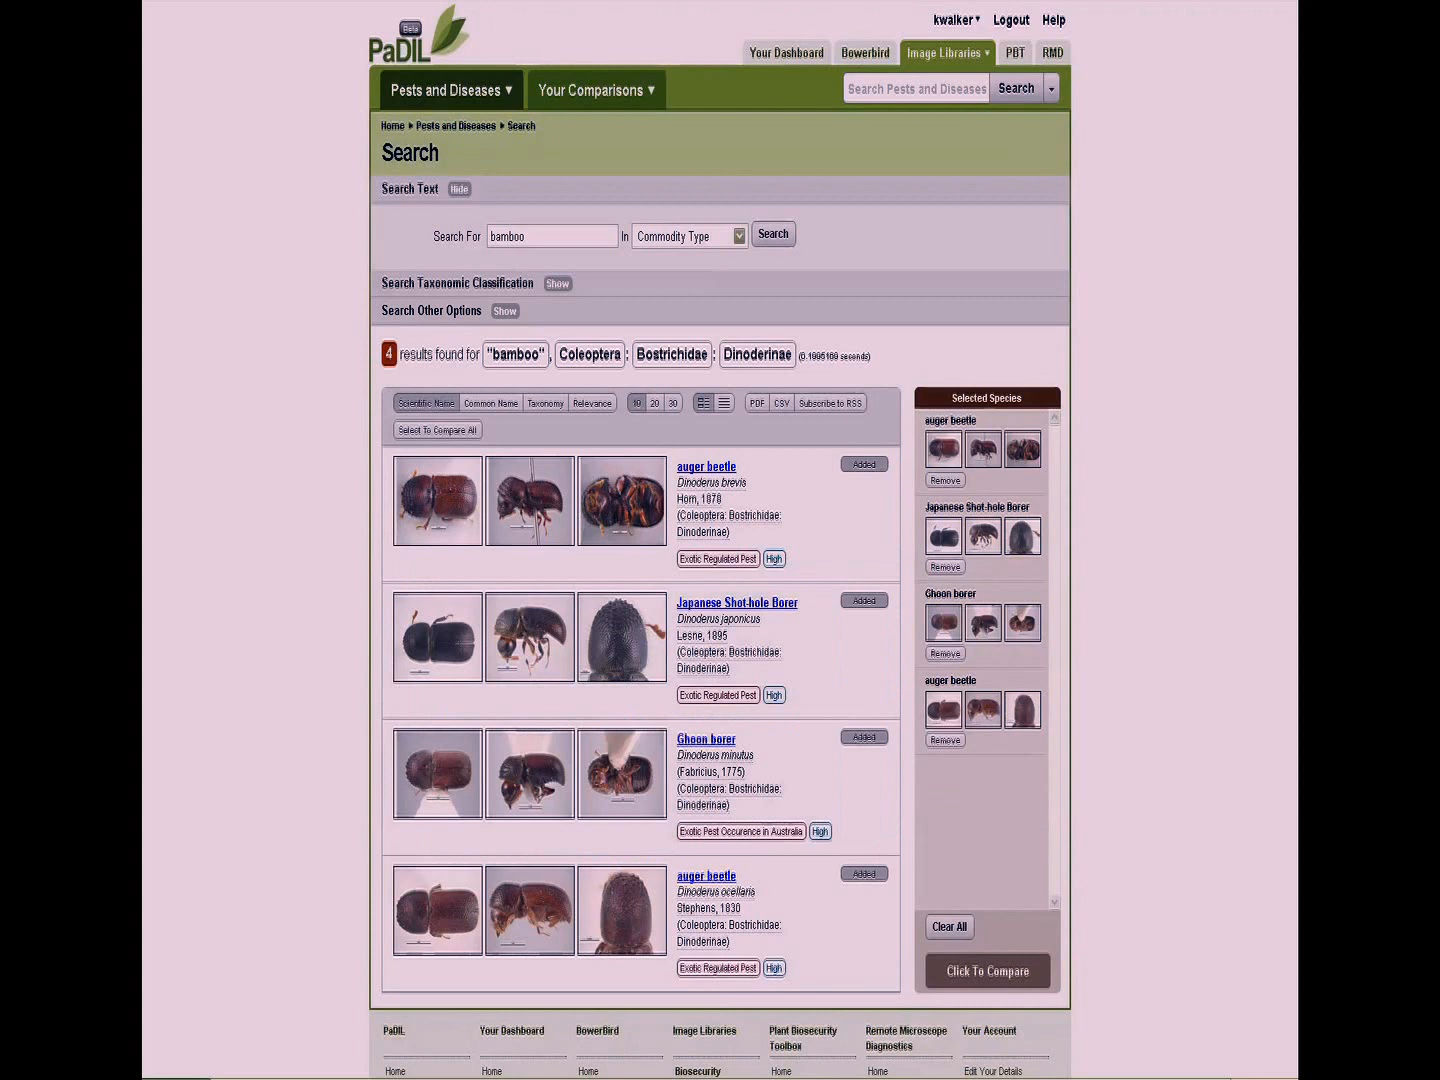 kwalker ▾ Logout Help
Beta
PaDIL
Your Dashboard Bowerbird Image Libraries ▾ PBT RMD
Pests and Diseases ▾ Your Comparisons ▾ Search Pests and Diseases Search
Home ▸ Pests and Diseases ▸ Search
Search
Search Text Hide
Search For bamboo In Commodity Type Search
Search Taxonomic Classification Show
Search Other Options Show
4 results found for "bamboo", Coleoptera : Bostrichidae : Dinoderinae
Scientific Name Common Name Taxonomy Relevance 10 20 30 PDF CSV Subscribe to RSS
Select To Compare All
auger beetle Added
Dinoderus brevis
Horn, 1878
(Coleoptera: Bostrichidae:
Dinoderinae)
Exotic Regulated Pest High
Japanese Shot-hole Borer Added
Dinoderus japonicus
Lesne, 1895
(Coleoptera: Bostrichidae:
Dinoderinae)
Exotic Regulated Pest High
Ghoon borer Added
Dinoderus minutus
(Fabricius, 1775)
(Coleoptera: Bostrichidae:
Dinoderinae)
Exotic Pest Occurence in Australia High
auger beetle Added
Dinoderus ocellaris
Stephens, 1830
(Coleoptera: Bostrichidae:
Dinoderinae)
Exotic Regulated Pest High
Selected Species
auger beetle
Remove
Japanese Shot-hole Borer
Remove
Ghoon borer
Remove
auger beetle
Remove
Clear All
Click To Compare
PaDIL Your Dashboard BowerBird Image Libraries Plant Biosecurity Remote Microscope Your Account
Toolbox Diagnostics
Home Home Home Biosecurity Home Home Edit Your Details